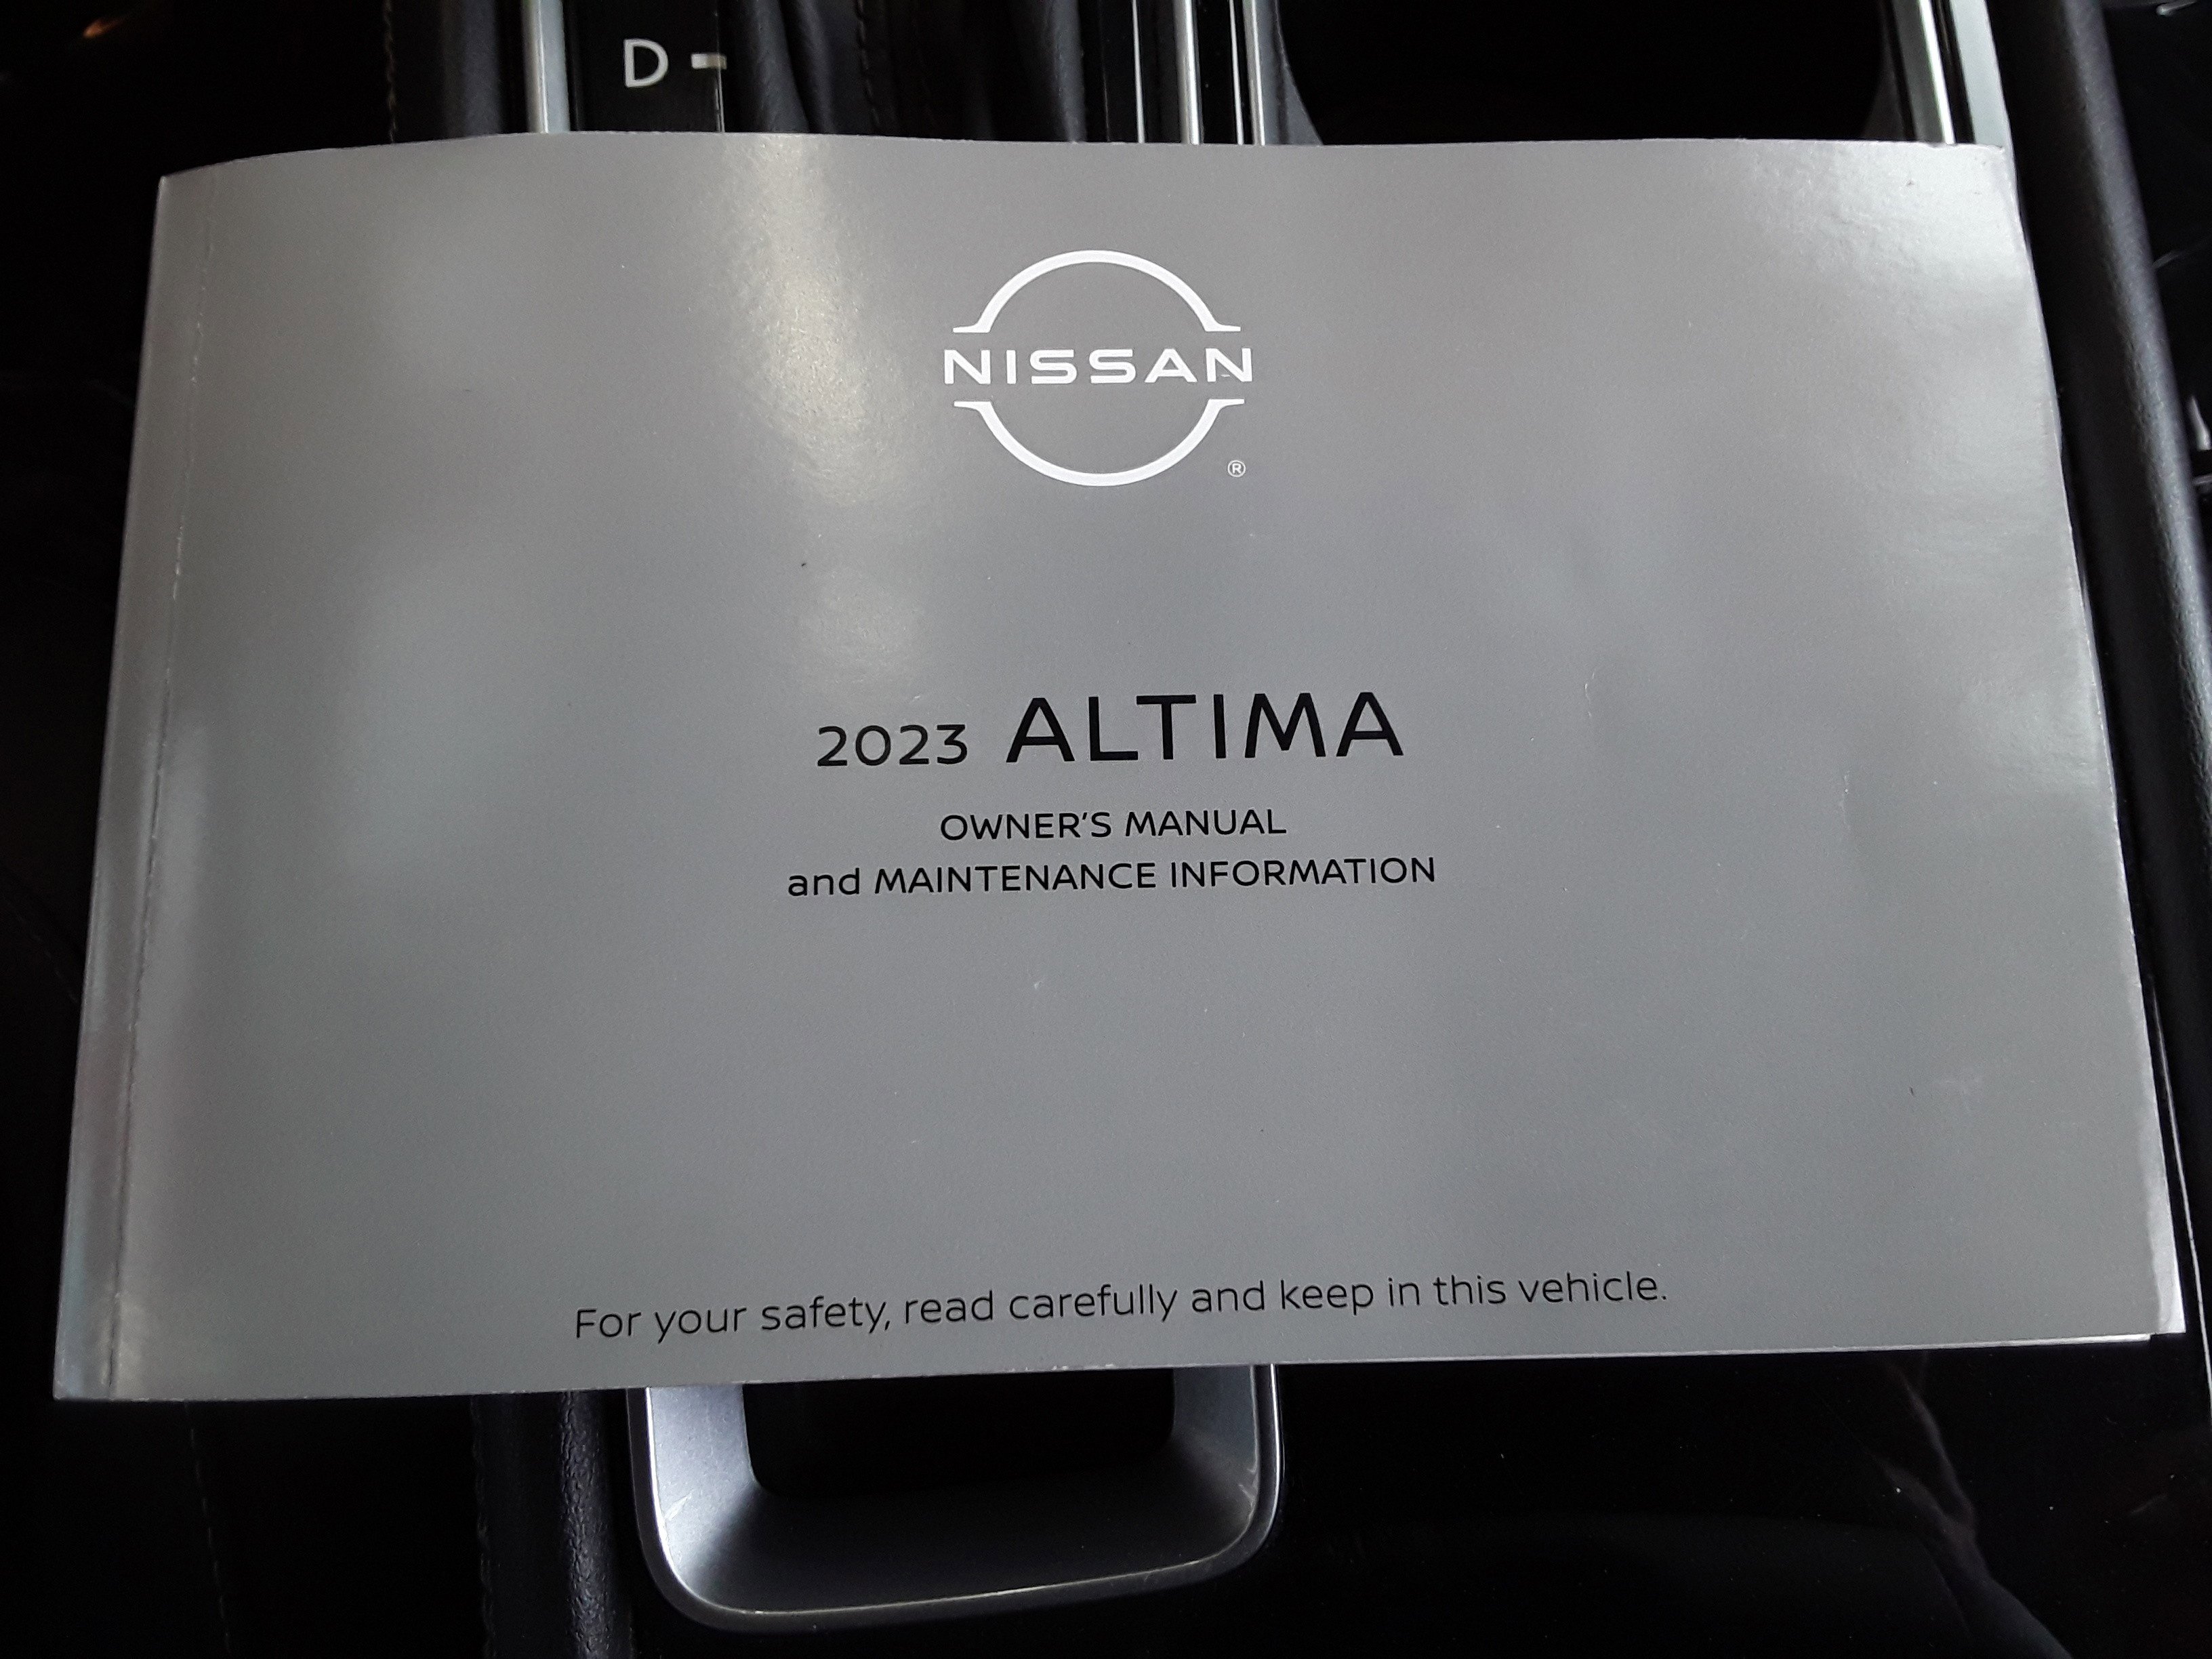 D
NISSAN
®
2023 ALTIMA
OWNER'S MANUAL
and MAINTENANCE INFORMATION
For your safety, read carefully and keep in this vehicle.